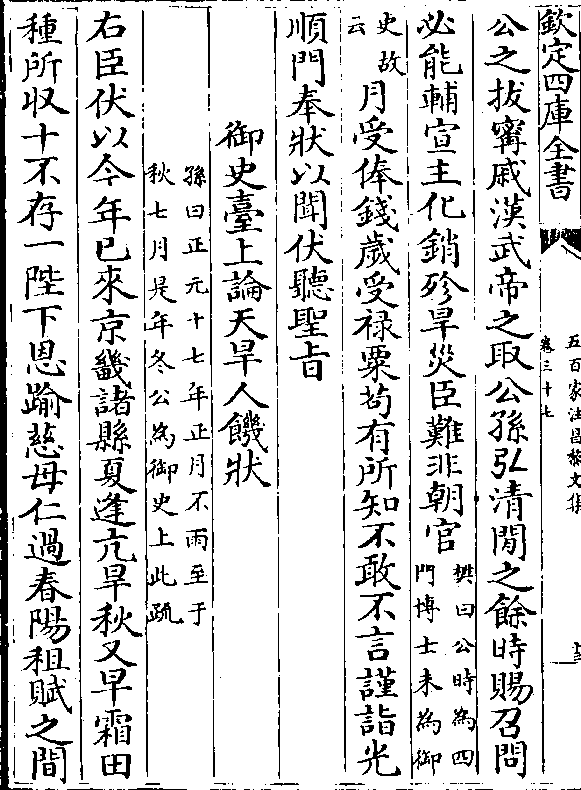 欽定四庫全書
五百家注昌黎文集
卷三十七
公之拔甯戚漢武帝之取公孫弘清閒之餘時賜召問
必能輔宣主化銷殄旱災臣雖非朝官樊曰公時為四門博士未為御
史故云月受俸錢歲受禄粟茍有所知不敢不言謹詣光
順門奉狀以聞伏聽聖旨
御史臺上論天旱人饑狀
孫曰正元十七年正月不雨至于
秋七月是年冬公為御史上此疏
右臣伏以今年已來京畿諸縣夏逢亢旱秋又早霜田
種所収十不存一陛下恩踰慈母仁過春陽租賦之間